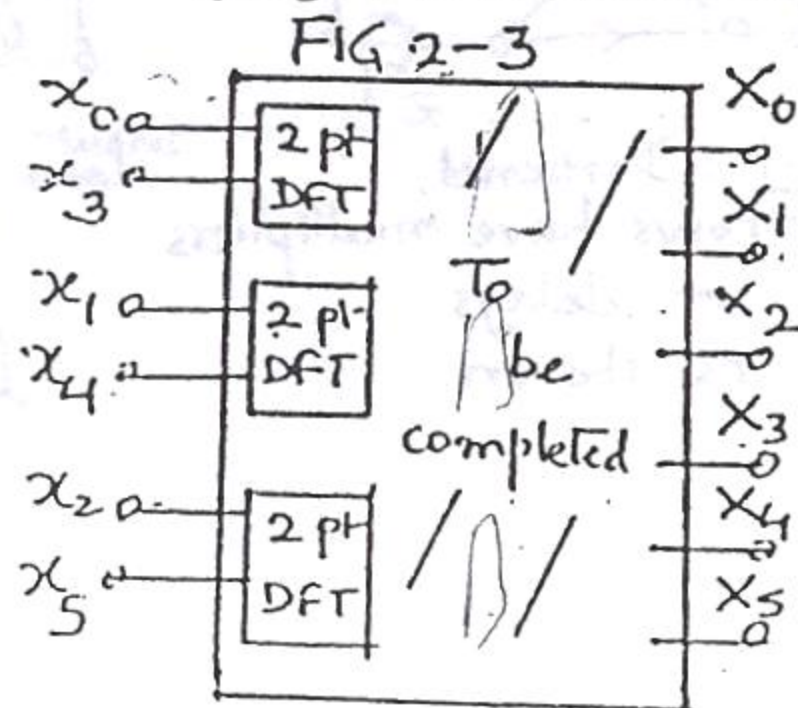 FIG 2-3
x0
x3
2 pt
DFT
x1
x4
2 pt
DFT
x2
x5
2 pt
DFT
To
be
completed
X0
X1
X2
X3
X4
X5